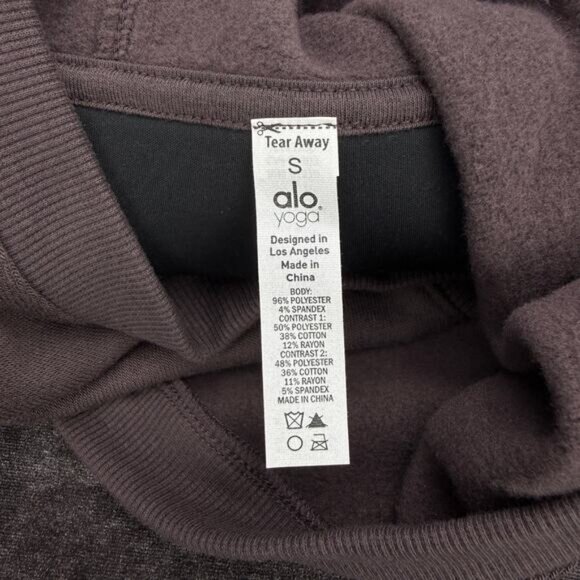 Tear Away
S
alo
yoga
Designed in
Los Angeles
Made in
China
BODY:
96% POLYESTER
4% SPANDEX
CONTRAST 1:
50% POLYESTER
38% COTTON
12% RAYON
CONTRAST 2:
48% POLYESTER
36% COTTON
11% RAYON
5% SPANDEX
MADE IN CHINA